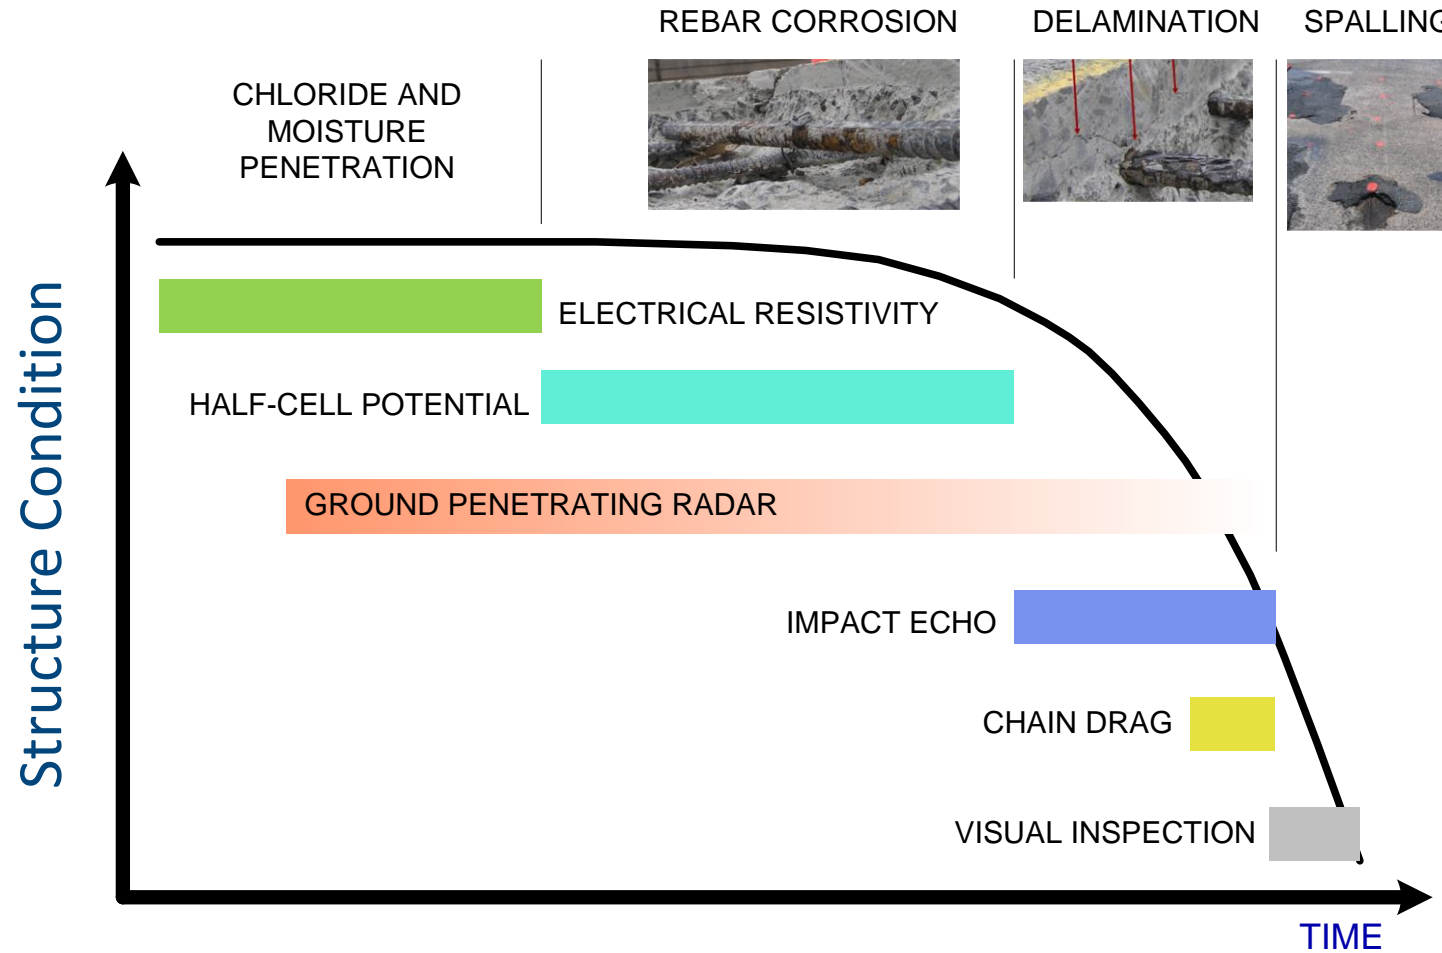 REBAR CORROSION
DELAMINATION
SPALLING
CHLORIDE AND
MOISTURE
PENETRATION
Structure Condition
ELECTRICAL RESISTIVITY
HALF-CELL POTENTIAL
GROUND PENETRATING RADAR
IMPACT ECHO
CHAIN DRAG
VISUAL INSPECTION
TIME